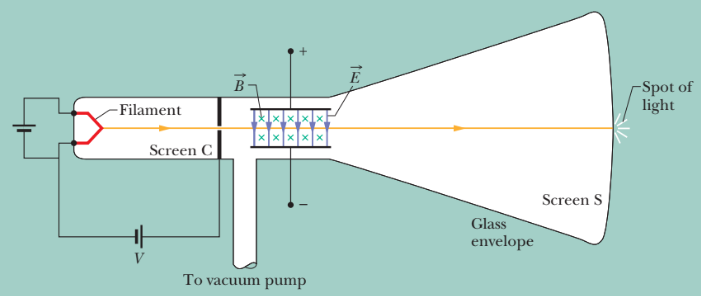 +
B
E
Spot of
light
Filament
Screen C
Screen S
−
Glass
envelope
V
To vacuum pump